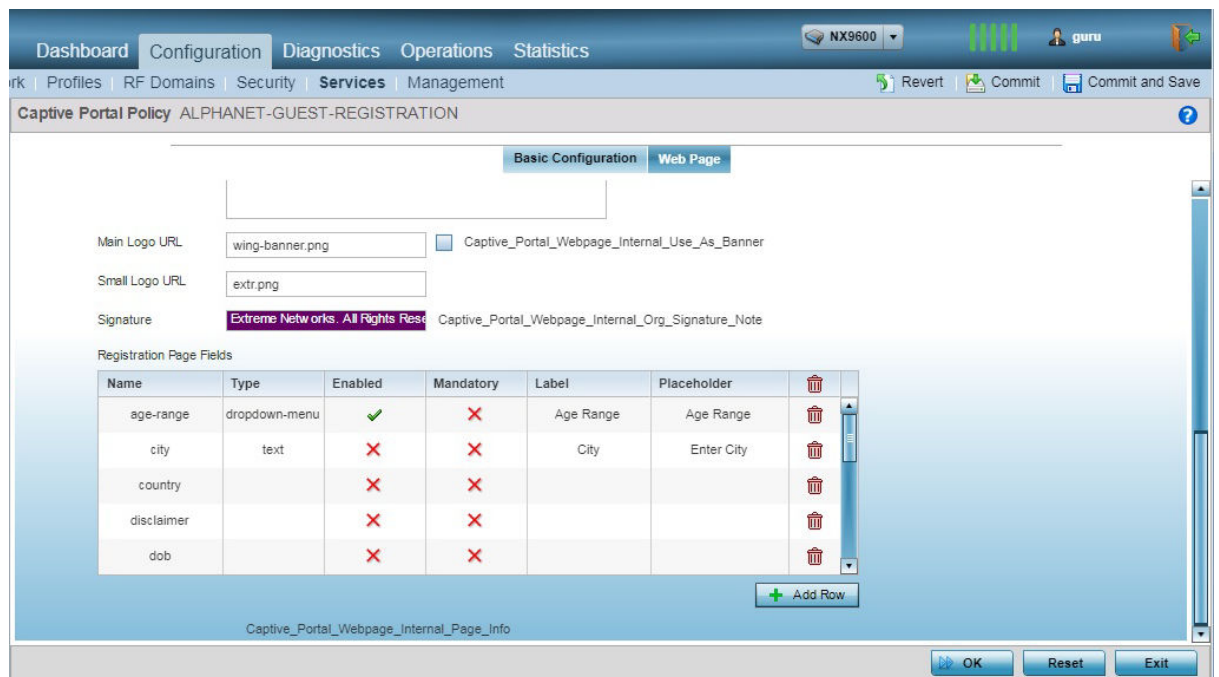 NX9600
guru
Dashboard Configuration Diagnostics Operations Statistics
rk Profiles RF Domains Security Services Management Revert Commit Commit and Save
Captive Portal Policy ALPHANET-GUEST-REGISTRATION
Basic Configuration Web Page
Main Logo URL wing-banner.png Captive_Portal_Webpage_Internal_Use_As_Banner
Small Logo URL extr.png
Signature Extreme Networks. All Rights Rese Captive_Portal_Webpage_Internal_Org_Signature_Note
Registration Page Fields
Name Type Enabled Mandatory Label Placeholder
age-range dropdown-menu Age Range Age Range
city text City Enter City
country
disclaimer
dob
Add Row
Captive_Portal_Webpage_Internal_Page_Info
OK Reset Exit